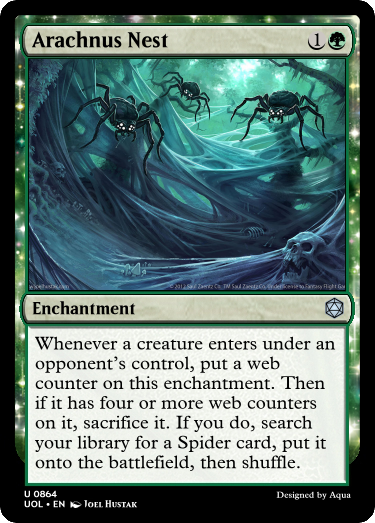 Arachnus Nest 1
Enchantment
Whenever a creature enters under an
opponent's control, put a web
counter on this enchantment. Then
if it has four or more web counters
on it, sacrifice it. If you do, search
your library for a Spider card, put it
onto the battlefield, then shuffle.
U 0864
UOL • EN Joel Hustak
Designed by Aqua